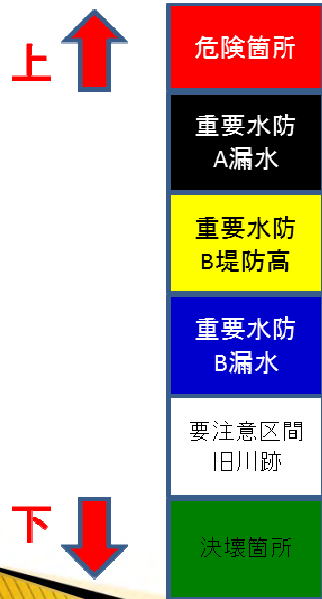 上
危険箇所
重要水防
A漏水
重要水防
B堤防高
重要水防
B漏水
要注意区間
旧川跡
下
決壊箇所